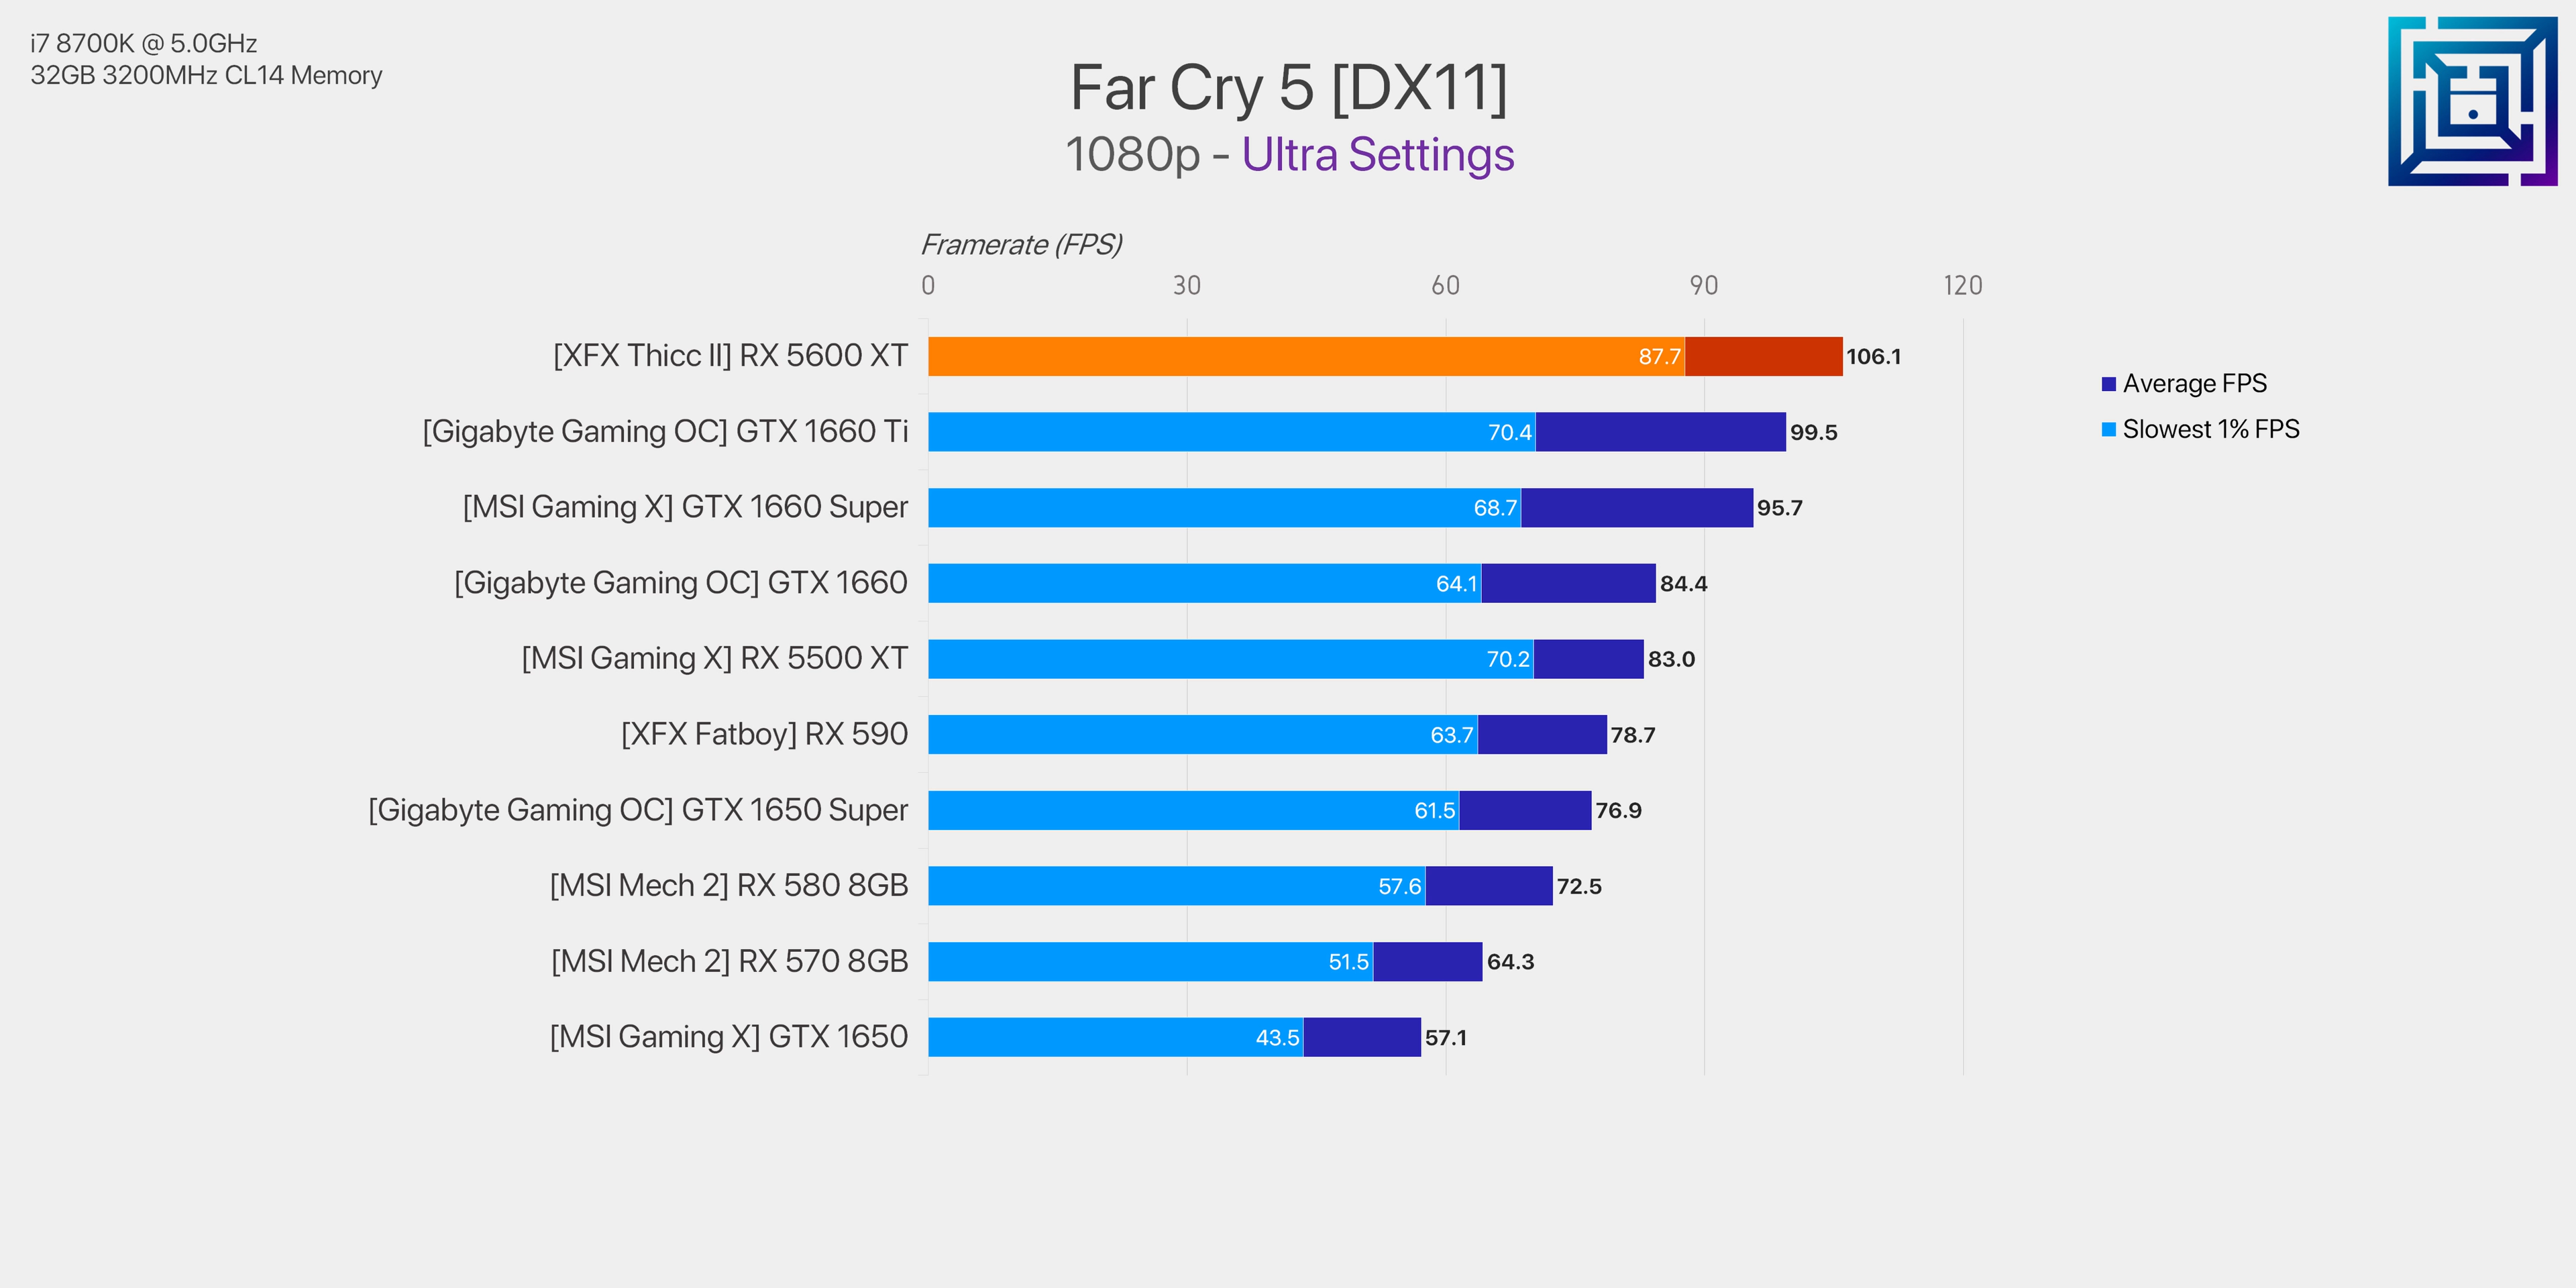 i7 8700K @ 5.0GHz
32GB 3200MHz CL14 Memory
Far Cry 5 [DX11]
1080p - Ultra Settings
Framerate (FPS)
0 30 60 90 120
[XFX Thicc II] RX 5600 XT 87.7 106.1
[Gigabyte Gaming OC] GTX 1660 Ti 70.4 99.5
[MSI Gaming X] GTX 1660 Super 68.7 95.7
[Gigabyte Gaming OC] GTX 1660 64.1 84.4
[MSI Gaming X] RX 5500 XT 70.2 83.0
[XFX Fatboy] RX 590 63.7 78.7
[Gigabyte Gaming OC] GTX 1650 Super 61.5 76.9
[MSI Mech 2] RX 580 8GB 57.6 72.5
[MSI Mech 2] RX 570 8GB 51.5 64.3
[MSI Gaming X] GTX 1650 43.5 57.1
Average FPS
Slowest 1% FPS